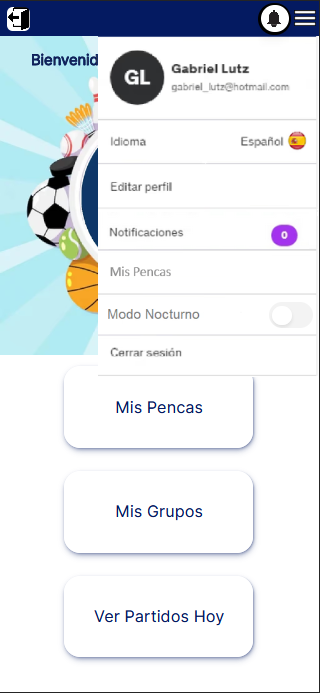 Bienvenid
GL
Gabriel Lutz
gabriel_lutz@hotmail.com
Idioma
Español
Editar perfil
Notificaciones
0
Mis Pencas
Modo Nocturno
Cerrar sesión
Mis Pencas
Mis Grupos
Ver Partidos Hoy